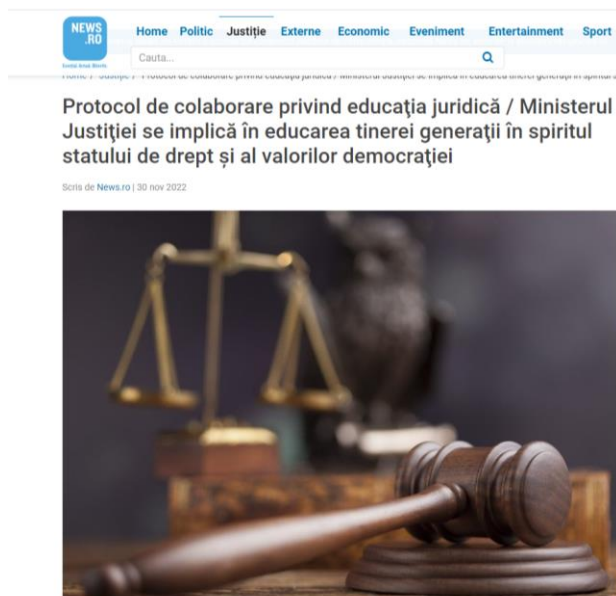 NEWS
.RO
Home Politic Justiție Externe Economic Eveniment Entertainment Sport
Cauta...
Protocol de colaborare privind educaţia juridică / Ministerul
Justiţiei se implică în educarea tinerei generaţii în spiritul
statului de drept şi al valorilor democraţiei
Scris de News.ro | 30 nov 2022